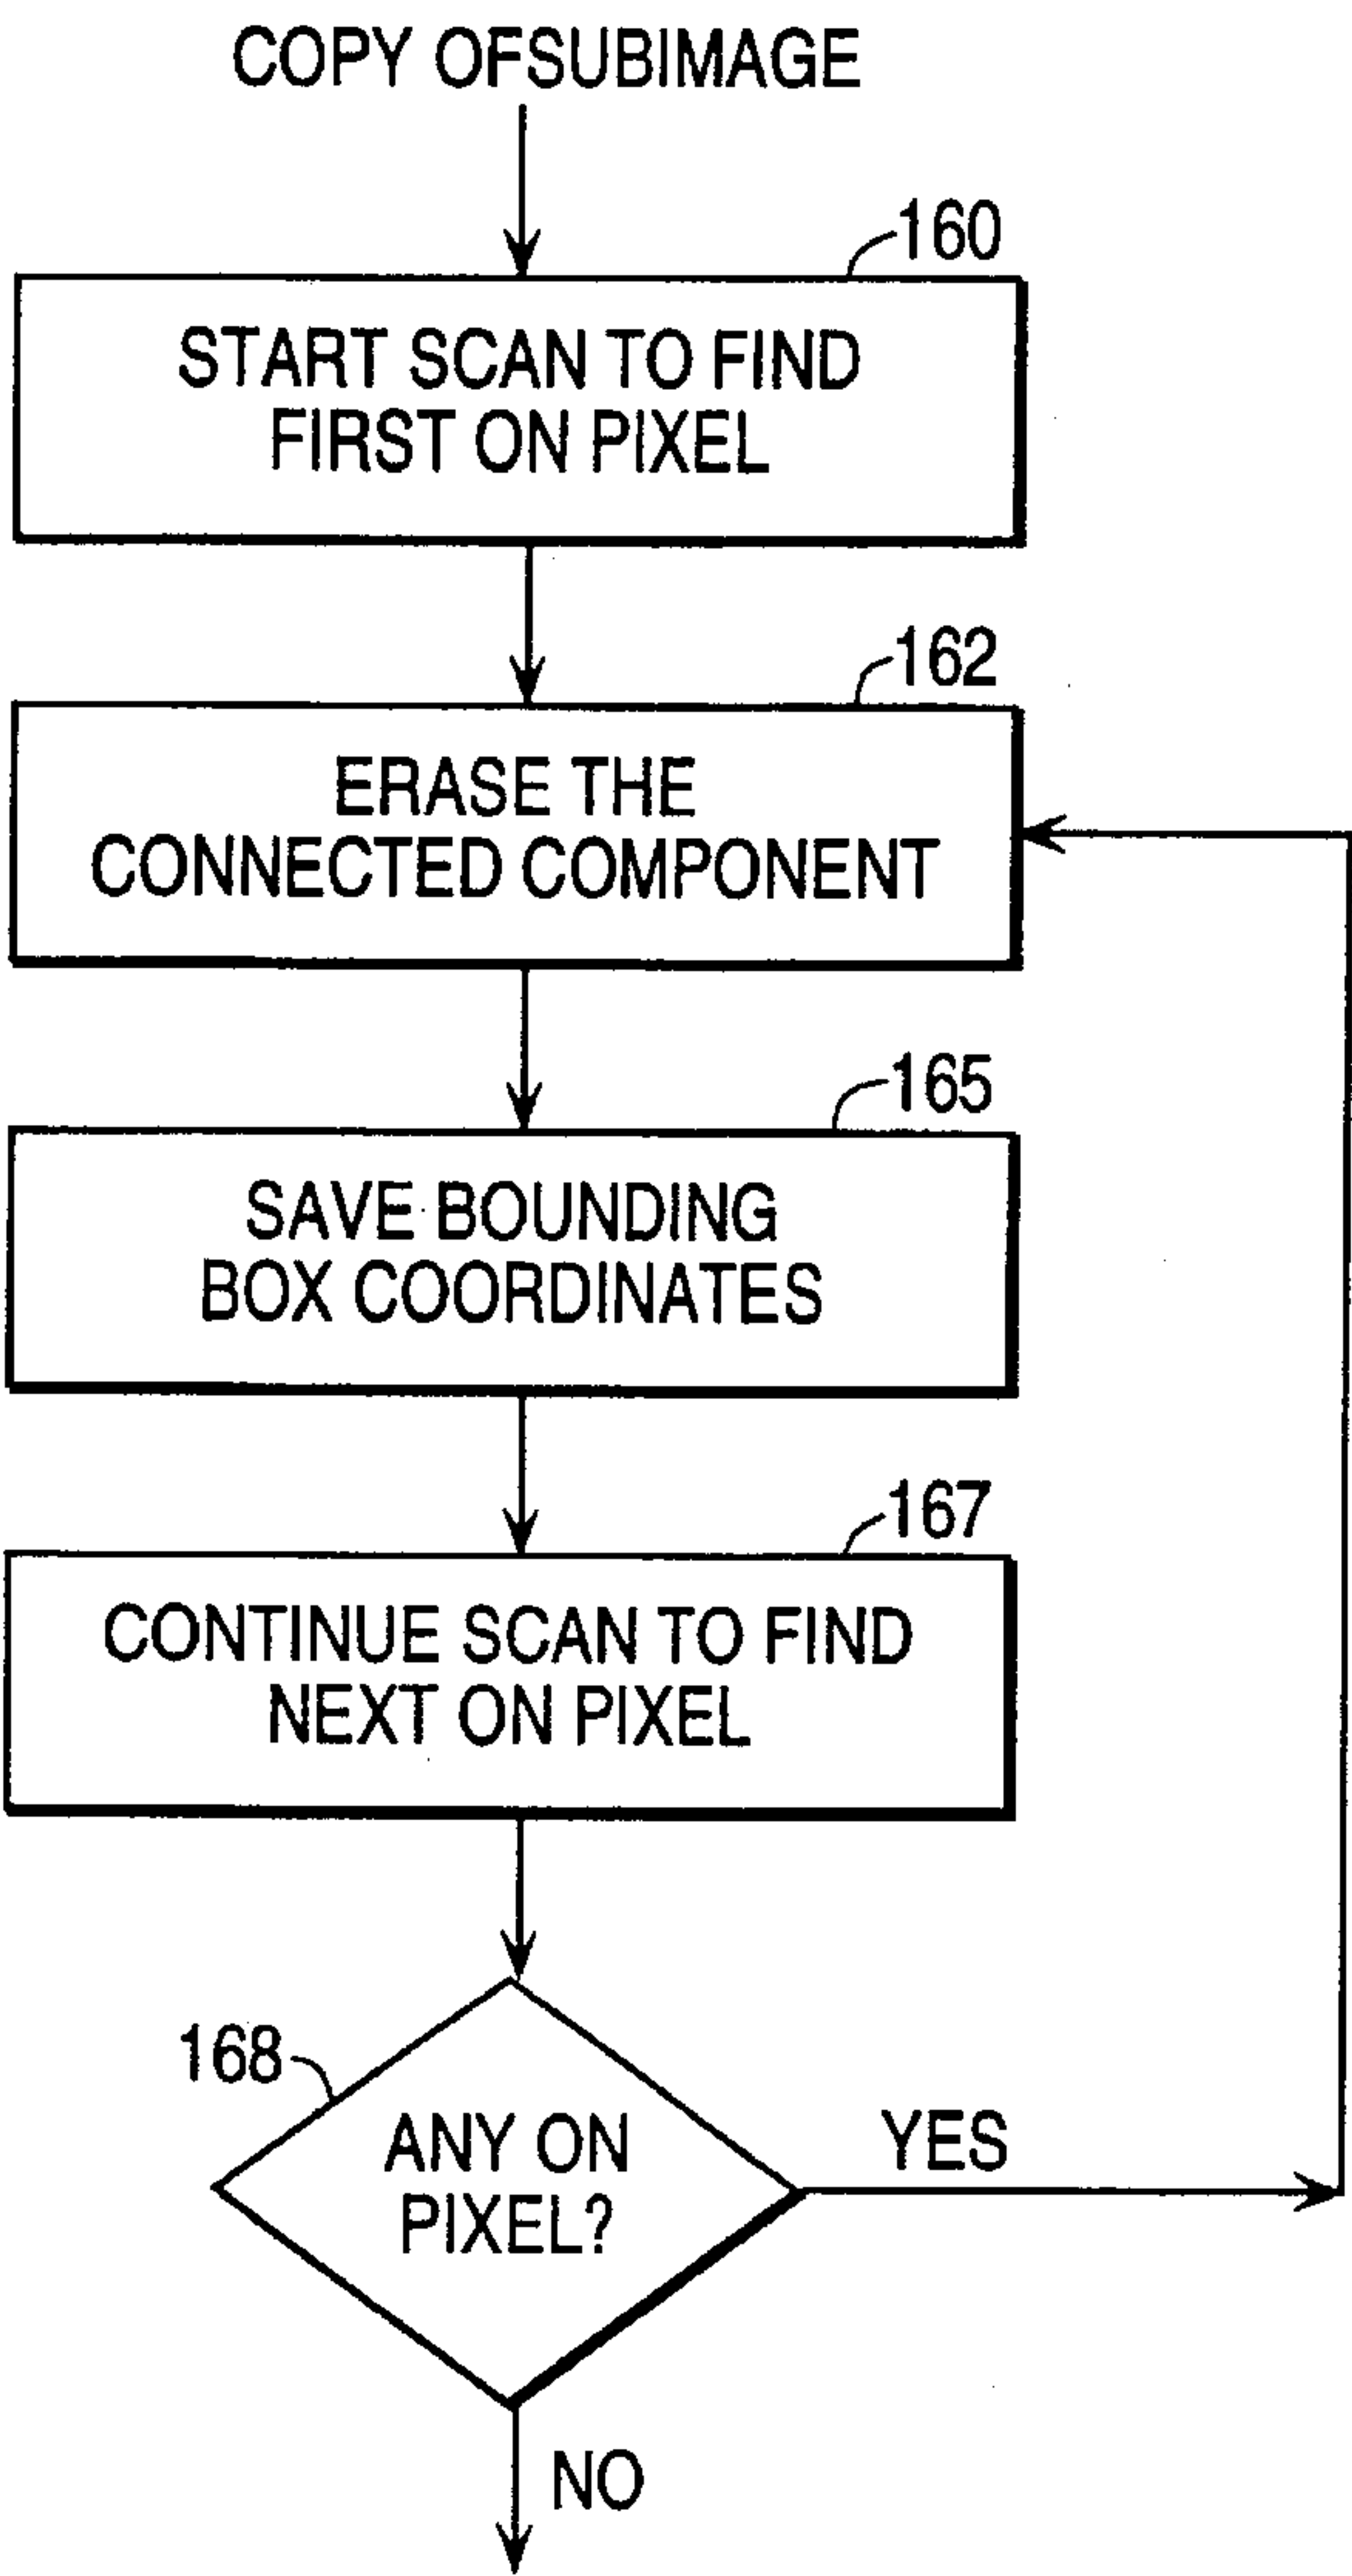 COPY OFSUBIMAGE
160
START SCAN TO FIND
FIRST ON PIXEL
162
ERASE THE
CONNECTED COMPONENT
165
SAVE BOUNDING
BOX COORDINATES
167
CONTINUE SCAN TO FIND
NEXT ON PIXEL
168
ANY ON
PIXEL?
YES
NO